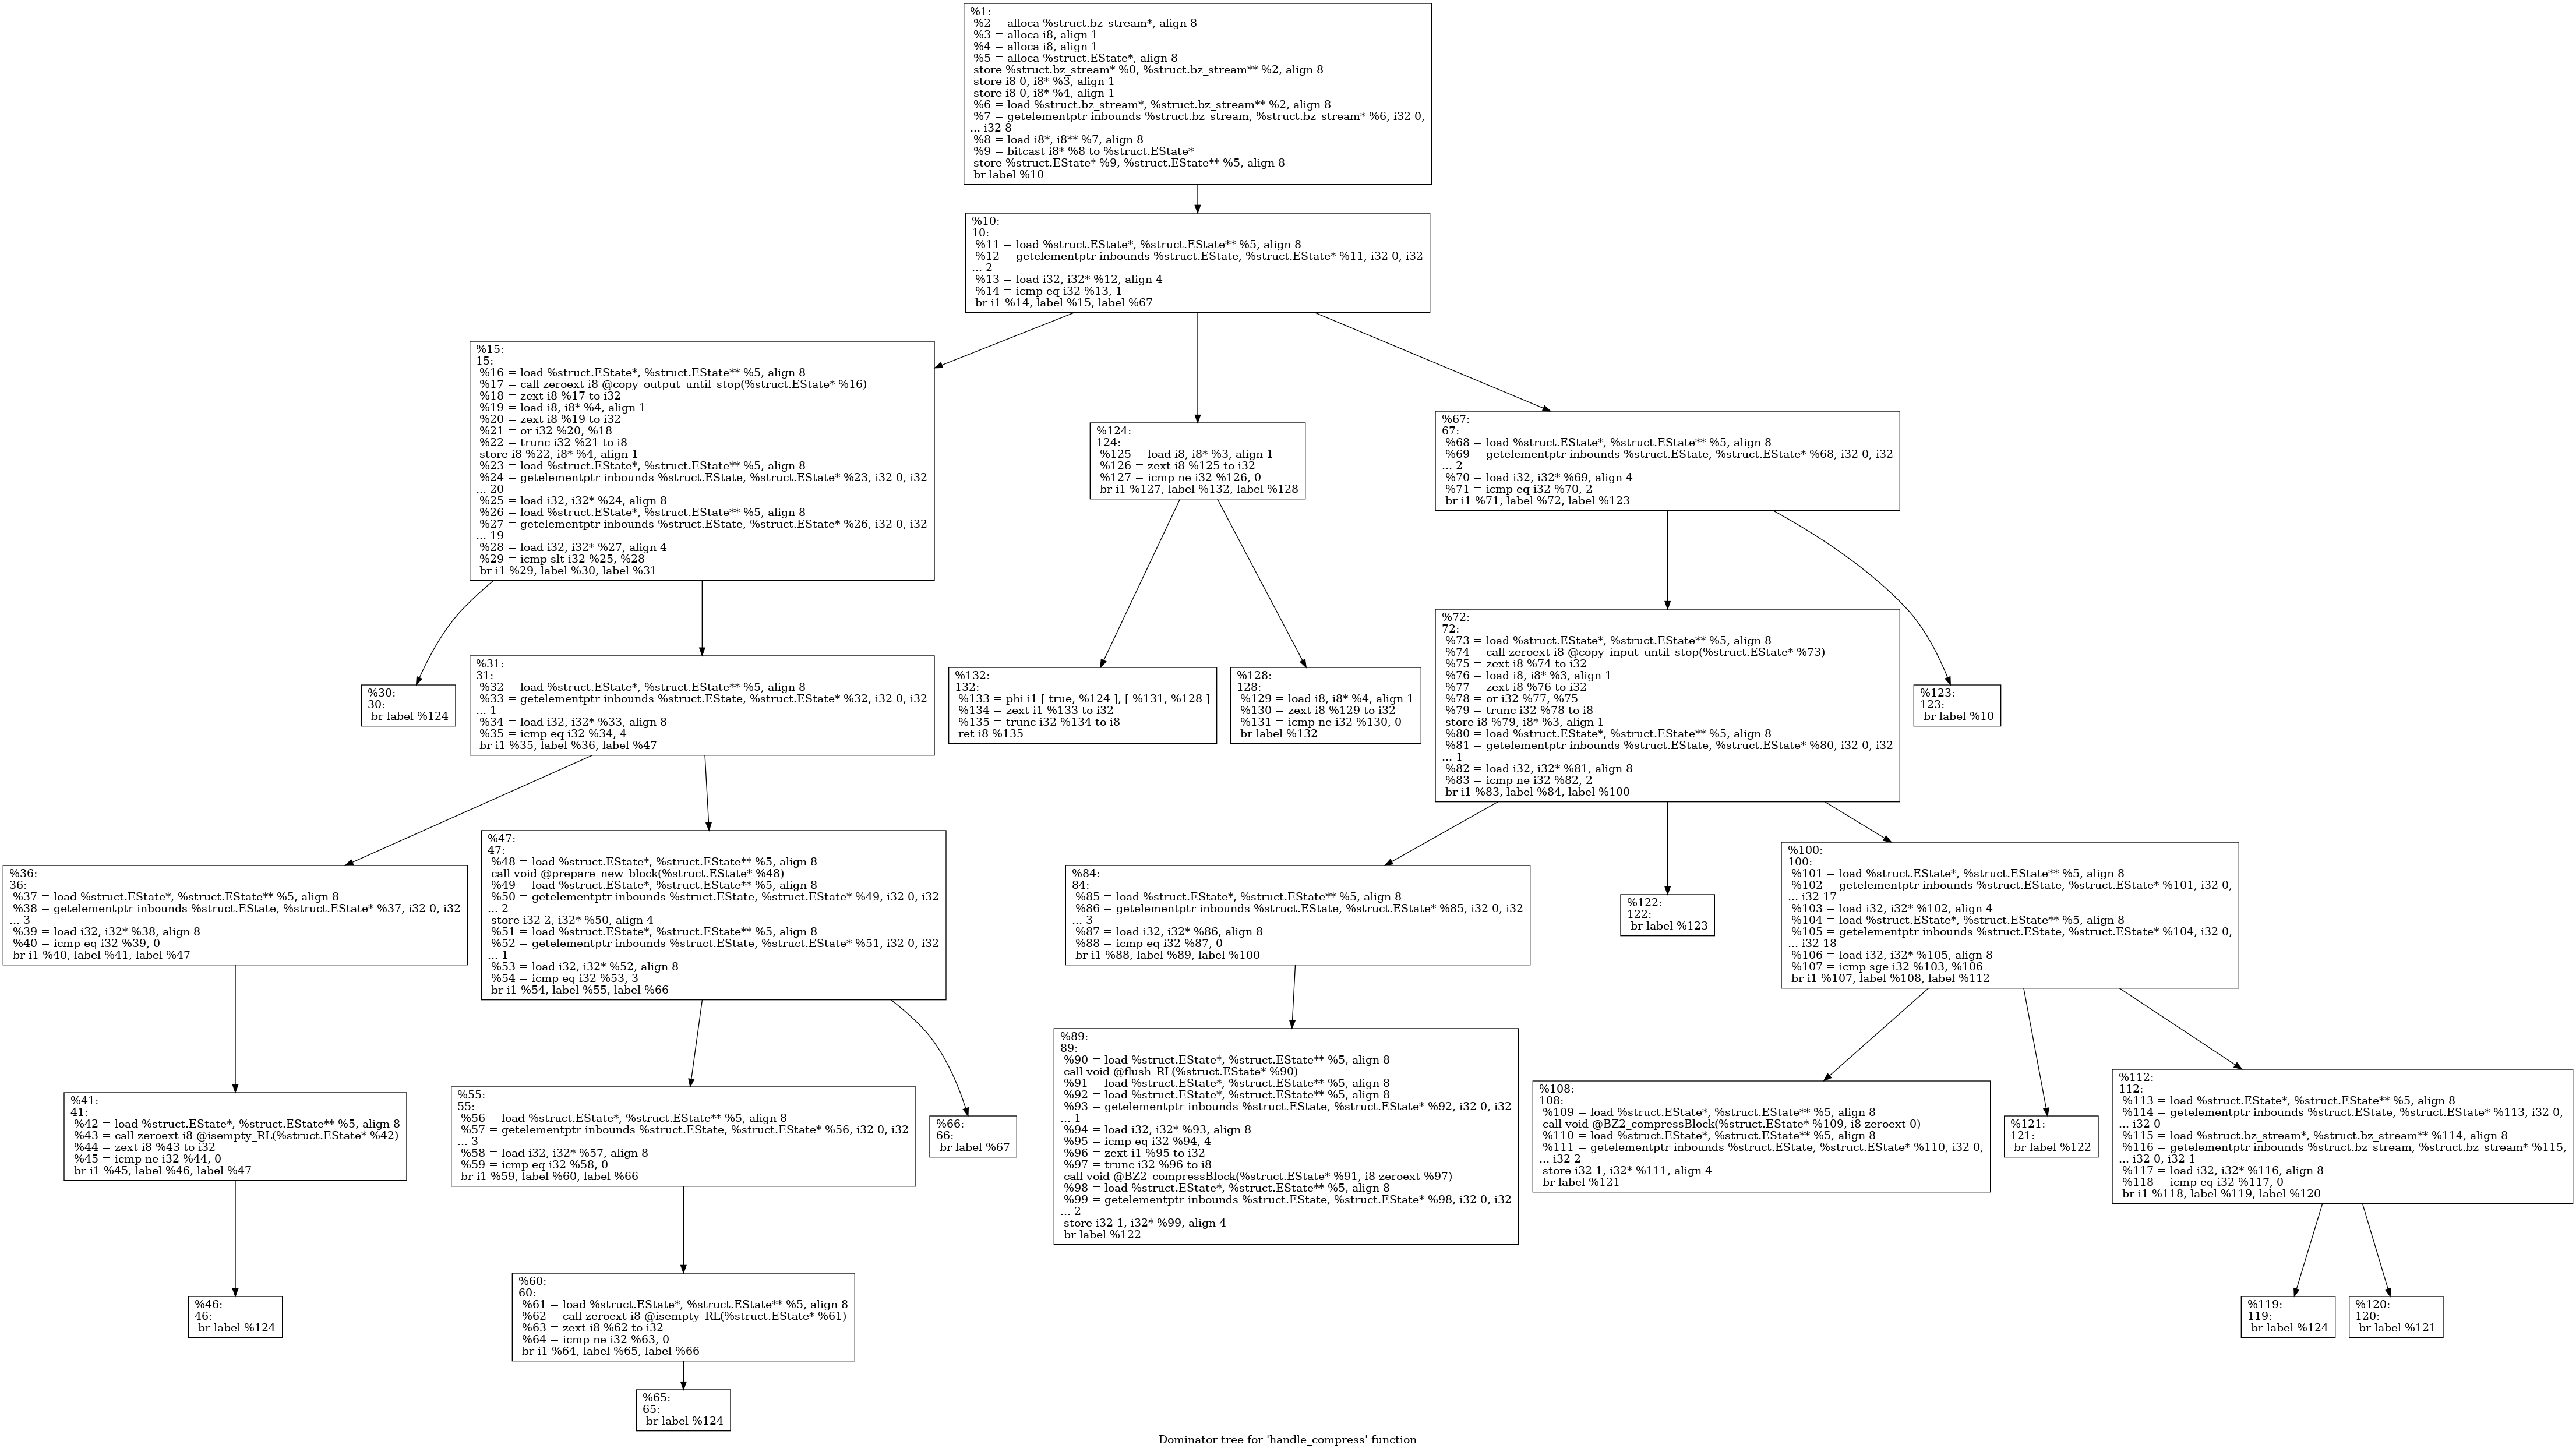 %1:
%2 = alloca %struct.bz_stream*, align 8
%3 = alloca i8, align 1
%4 = alloca i8, align 1
%5 = alloca %struct.EState*, align 8
store %struct.bz_stream* %0, %struct.bz_stream** %2, align 8
store i8 0, i8* %3, align 1
store i8 0, i8* %4, align 1
%6 = load %struct.bz_stream*, %struct.bz_stream** %2, align 8
%7 = getelementptr inbounds %struct.bz_stream, %struct.bz_stream* %6, i32 0,
... i32 8
%8 = load i8*, i8** %7, align 8
%9 = bitcast i8* %8 to %struct.EState*
store %struct.EState* %9, %struct.EState** %5, align 8
br label %10
%10:
10:
%11 = load %struct.EState*, %struct.EState** %5, align 8
%12 = getelementptr inbounds %struct.EState, %struct.EState* %11, i32 0, i32
... 2
%13 = load i32, i32* %12, align 4
%14 = icmp eq i32 %13, 1
br i1 %14, label %15, label %67
%15:
15:
%16 = load %struct.EState*, %struct.EState** %5, align 8
%17 = call zeroext i8 @copy_output_until_stop(%struct.EState* %16)
%18 = zext i8 %17 to i32
%19 = load i8, i8* %4, align 1
%20 = zext i8 %19 to i32
%21 = or i32 %20, %18
%22 = trunc i32 %21 to i8
store i8 %22, i8* %4, align 1
%23 = load %struct.EState*, %struct.EState** %5, align 8
%24 = getelementptr inbounds %struct.EState, %struct.EState* %23, i32 0, i32
... 20
%25 = load i32, i32* %24, align 8
%26 = load %struct.EState*, %struct.EState** %5, align 8
%27 = getelementptr inbounds %struct.EState, %struct.EState* %26, i32 0, i32
... 19
%28 = load i32, i32* %27, align 4
%29 = icmp slt i32 %25, %28
br i1 %29, label %30, label %31
%124:
124:
%125 = load i8, i8* %3, align 1
%126 = zext i8 %125 to i32
%127 = icmp ne i32 %126, 0
br i1 %127, label %132, label %128
%67:
67:
%68 = load %struct.EState*, %struct.EState** %5, align 8
%69 = getelementptr inbounds %struct.EState, %struct.EState* %68, i32 0, i32
... 2
%70 = load i32, i32* %69, align 4
%71 = icmp eq i32 %70, 2
br i1 %71, label %72, label %123
%30:
30:
br label %124
%31:
31:
%32 = load %struct.EState*, %struct.EState** %5, align 8
%33 = getelementptr inbounds %struct.EState, %struct.EState* %32, i32 0, i32
... 1
%34 = load i32, i32* %33, align 8
%35 = icmp eq i32 %34, 4
br i1 %35, label %36, label %47
%132:
132:
%133 = phi i1 [ true, %124 ], [ %131, %128 ]
%134 = zext i1 %133 to i32
%135 = trunc i32 %134 to i8
ret i8 %135
%128:
128:
%129 = load i8, i8* %4, align 1
%130 = zext i8 %129 to i32
%131 = icmp ne i32 %130, 0
br label %132
%72:
72:
%73 = load %struct.EState*, %struct.EState** %5, align 8
%74 = call zeroext i8 @copy_input_until_stop(%struct.EState* %73)
%75 = zext i8 %74 to i32
%76 = load i8, i8* %3, align 1
%77 = zext i8 %76 to i32
%78 = or i32 %77, %75
%79 = trunc i32 %78 to i8
store i8 %79, i8* %3, align 1
%80 = load %struct.EState*, %struct.EState** %5, align 8
%81 = getelementptr inbounds %struct.EState, %struct.EState* %80, i32 0, i32
... 1
%82 = load i32, i32* %81, align 8
%83 = icmp ne i32 %82, 2
br i1 %83, label %84, label %100
%123:
123:
br label %10
%36:
36:
%37 = load %struct.EState*, %struct.EState** %5, align 8
%38 = getelementptr inbounds %struct.EState, %struct.EState* %37, i32 0, i32
... 3
%39 = load i32, i32* %38, align 8
%40 = icmp eq i32 %39, 0
br i1 %40, label %41, label %47
%47:
47:
%48 = load %struct.EState*, %struct.EState** %5, align 8
call void @prepare_new_block(%struct.EState* %48)
%49 = load %struct.EState*, %struct.EState** %5, align 8
%50 = getelementptr inbounds %struct.EState, %struct.EState* %49, i32 0, i32
... 2
store i32 2, i32* %50, align 4
%51 = load %struct.EState*, %struct.EState** %5, align 8
%52 = getelementptr inbounds %struct.EState, %struct.EState* %51, i32 0, i32
... 1
%53 = load i32, i32* %52, align 8
%54 = icmp eq i32 %53, 3
br i1 %54, label %55, label %66
%84:
84:
%85 = load %struct.EState*, %struct.EState** %5, align 8
%86 = getelementptr inbounds %struct.EState, %struct.EState* %85, i32 0, i32
... 3
%87 = load i32, i32* %86, align 8
%88 = icmp eq i32 %87, 0
br i1 %88, label %89, label %100
%122:
122:
br label %123
%100:
100:
%101 = load %struct.EState*, %struct.EState** %5, align 8
%102 = getelementptr inbounds %struct.EState, %struct.EState* %101, i32 0,
... i32 17
%103 = load i32, i32* %102, align 4
%104 = load %struct.EState*, %struct.EState** %5, align 8
%105 = getelementptr inbounds %struct.EState, %struct.EState* %104, i32 0,
... i32 18
%106 = load i32, i32* %105, align 8
%107 = icmp sge i32 %103, %106
br i1 %107, label %108, label %112
%41:
41:
%42 = load %struct.EState*, %struct.EState** %5, align 8
%43 = call zeroext i8 @isempty_RL(%struct.EState* %42)
%44 = zext i8 %43 to i32
%45 = icmp ne i32 %44, 0
br i1 %45, label %46, label %47
%55:
55:
%56 = load %struct.EState*, %struct.EState** %5, align 8
%57 = getelementptr inbounds %struct.EState, %struct.EState* %56, i32 0, i32
... 3
%58 = load i32, i32* %57, align 8
%59 = icmp eq i32 %58, 0
br i1 %59, label %60, label %66
%66:
66:
br label %67
%89:
89:
%90 = load %struct.EState*, %struct.EState** %5, align 8
call void @flush_RL(%struct.EState* %90)
%91 = load %struct.EState*, %struct.EState** %5, align 8
%92 = load %struct.EState*, %struct.EState** %5, align 8
%93 = getelementptr inbounds %struct.EState, %struct.EState* %92, i32 0, i32
... 1
%94 = load i32, i32* %93, align 8
%95 = icmp eq i32 %94, 4
%96 = zext i1 %95 to i32
%97 = trunc i32 %96 to i8
call void @BZ2_compressBlock(%struct.EState* %91, i8 zeroext %97)
%98 = load %struct.EState*, %struct.EState** %5, align 8
%99 = getelementptr inbounds %struct.EState, %struct.EState* %98, i32 0, i32
... 2
store i32 1, i32* %99, align 4
br label %122
%108:
108:
%109 = load %struct.EState*, %struct.EState** %5, align 8
call void @BZ2_compressBlock(%struct.EState* %109, i8 zeroext 0)
%110 = load %struct.EState*, %struct.EState** %5, align 8
%111 = getelementptr inbounds %struct.EState, %struct.EState* %110, i32 0,
... i32 2
store i32 1, i32* %111, align 4
br label %121
%121:
121:
br label %122
%112:
112:
%113 = load %struct.EState*, %struct.EState** %5, align 8
%114 = getelementptr inbounds %struct.EState, %struct.EState* %113, i32 0,
... i32 0
%115 = load %struct.bz_stream*, %struct.bz_stream** %114, align 8
%116 = getelementptr inbounds %struct.bz_stream, %struct.bz_stream* %115,
... i32 0, i32 1
%117 = load i32, i32* %116, align 8
%118 = icmp eq i32 %117, 0
br i1 %118, label %119, label %120
%46:
46:
br label %124
%60:
60:
%61 = load %struct.EState*, %struct.EState** %5, align 8
%62 = call zeroext i8 @isempty_RL(%struct.EState* %61)
%63 = zext i8 %62 to i32
%64 = icmp ne i32 %63, 0
br i1 %64, label %65, label %66
%119:
119:
br label %124
%120:
120:
br label %121
%65:
65:
br label %124
Dominator tree for 'handle_compress' function